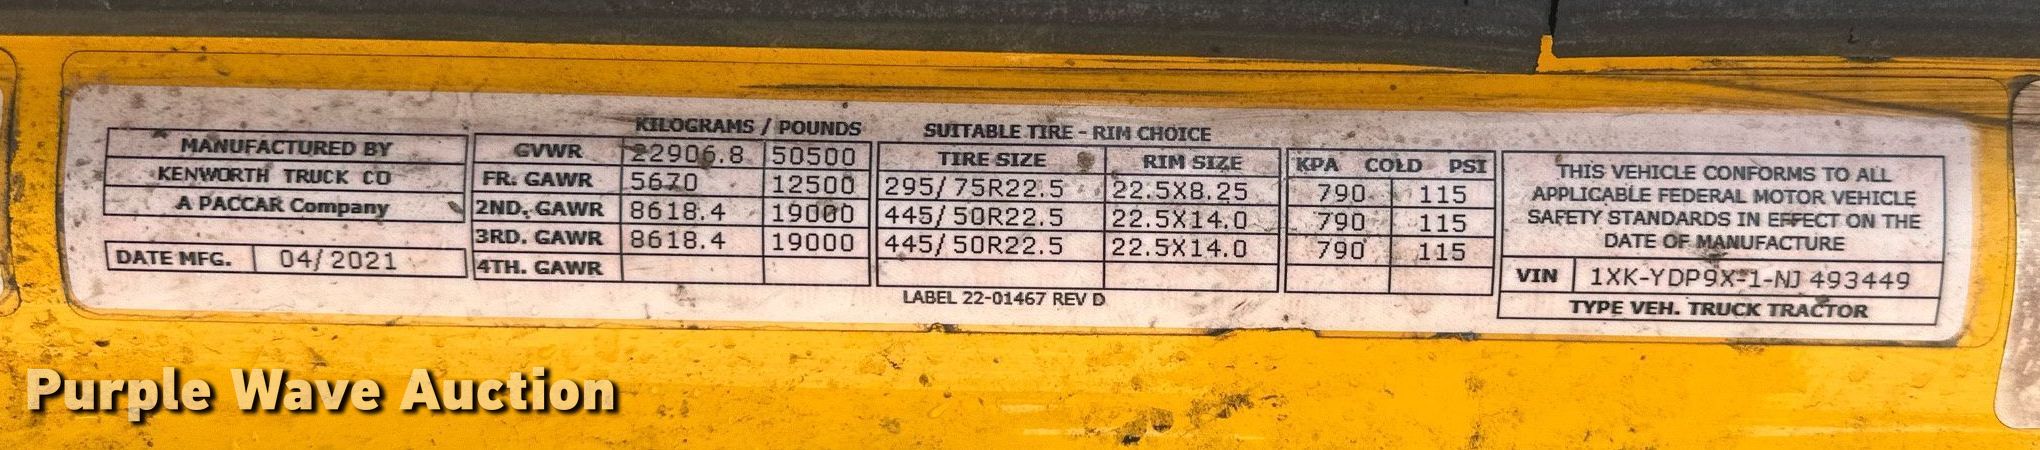 MANUFACTURED BY
KENWORTH TRUCK CO
A PACCAR Company
DATE MFG. 04/2021
KILOGRAMS / POUNDS
GVWR 22906.8 50500
FR. GAWR 5670 12500
2ND. GAWR 8618.4 19000
3RD. GAWR 8618.4 19000
4TH. GAWR
SUITABLE TIRE - RIM CHOICE
TIRE SIZE RIM SIZE
295/75R22.5 22.5X8.25
445/50R22.5 22.5X14.0
445/50R22.5 22.5X14.0
LABEL 22-01467 REV D
KPA COLD PSI
790 115
790 115
790 115
THIS VEHICLE CONFORMS TO ALL
APPLICABLE FEDERAL MOTOR VEHICLE
SAFETY STANDARDS IN EFFECT ON THE
DATE OF MANUFACTURE
VIN 1XK-YDP9X-1-NJ 493449
TYPE VEH. TRUCK TRACTOR
Purple Wave Auction